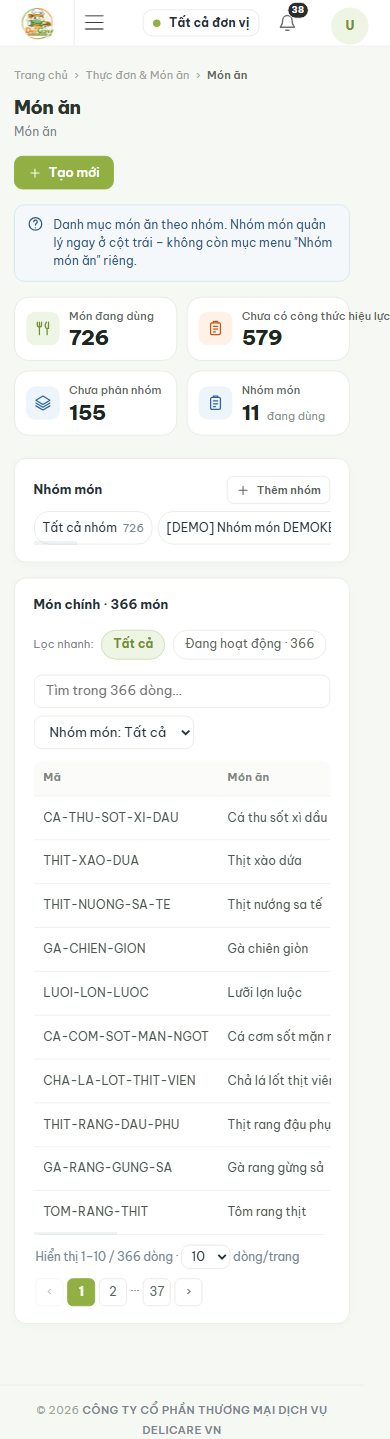 Tất cả đơn vị
38
U
Trang chủ › Thực đơn & Món ăn › Món ăn
Món ăn
Món ăn
+ Tạo mới
Danh mục món ăn theo nhóm. Nhóm món quản
lý ngay ở cột trái – không còn mục menu "Nhóm
món ăn" riêng.
Món đang dùng
726
Chưa có công thức hiệu lực
579
Chưa phân nhóm
155
Nhóm món
11 đang dùng
Nhóm món
+ Thêm nhóm
Tất cả nhóm 726
[DEMO] Nhóm món DEMOKE
Món chính · 366 món
Lọc nhanh: Tất cả Đang hoạt động · 366
Tìm trong 366 dòng...
Nhóm món: Tất cả
Mã Món ăn
CA-THU-SOT-XI-DAU Cá thu sốt xì dầu
THIT-XAO-DUA Thịt xào dứa
THIT-NUONG-SA-TE Thịt nướng sa tế
GA-CHIEN-GION Gà chiên giòn
LUOI-LON-LUOC Lưỡi lợn luộc
CA-COM-SOT-MAN-NGOT Cá cơm sốt mặn
CHA-LA-LOT-THIT-VIEN Chả lá lốt thịt viên
THIT-RANG-DAU-PHU Thịt rang đậu phụ
GA-RANG-GUNG-SA Gà rang gừng sả
TOM-RANG-THIT Tôm rang thịt
Hiển thị 1–10 / 366 dòng · 10 dòng/trang
‹ 1 2 ... 37 ›
© 2026 CÔNG TY CỔ PHẦN THƯƠNG MẠI DỊCH VỤ
DELICARE VN